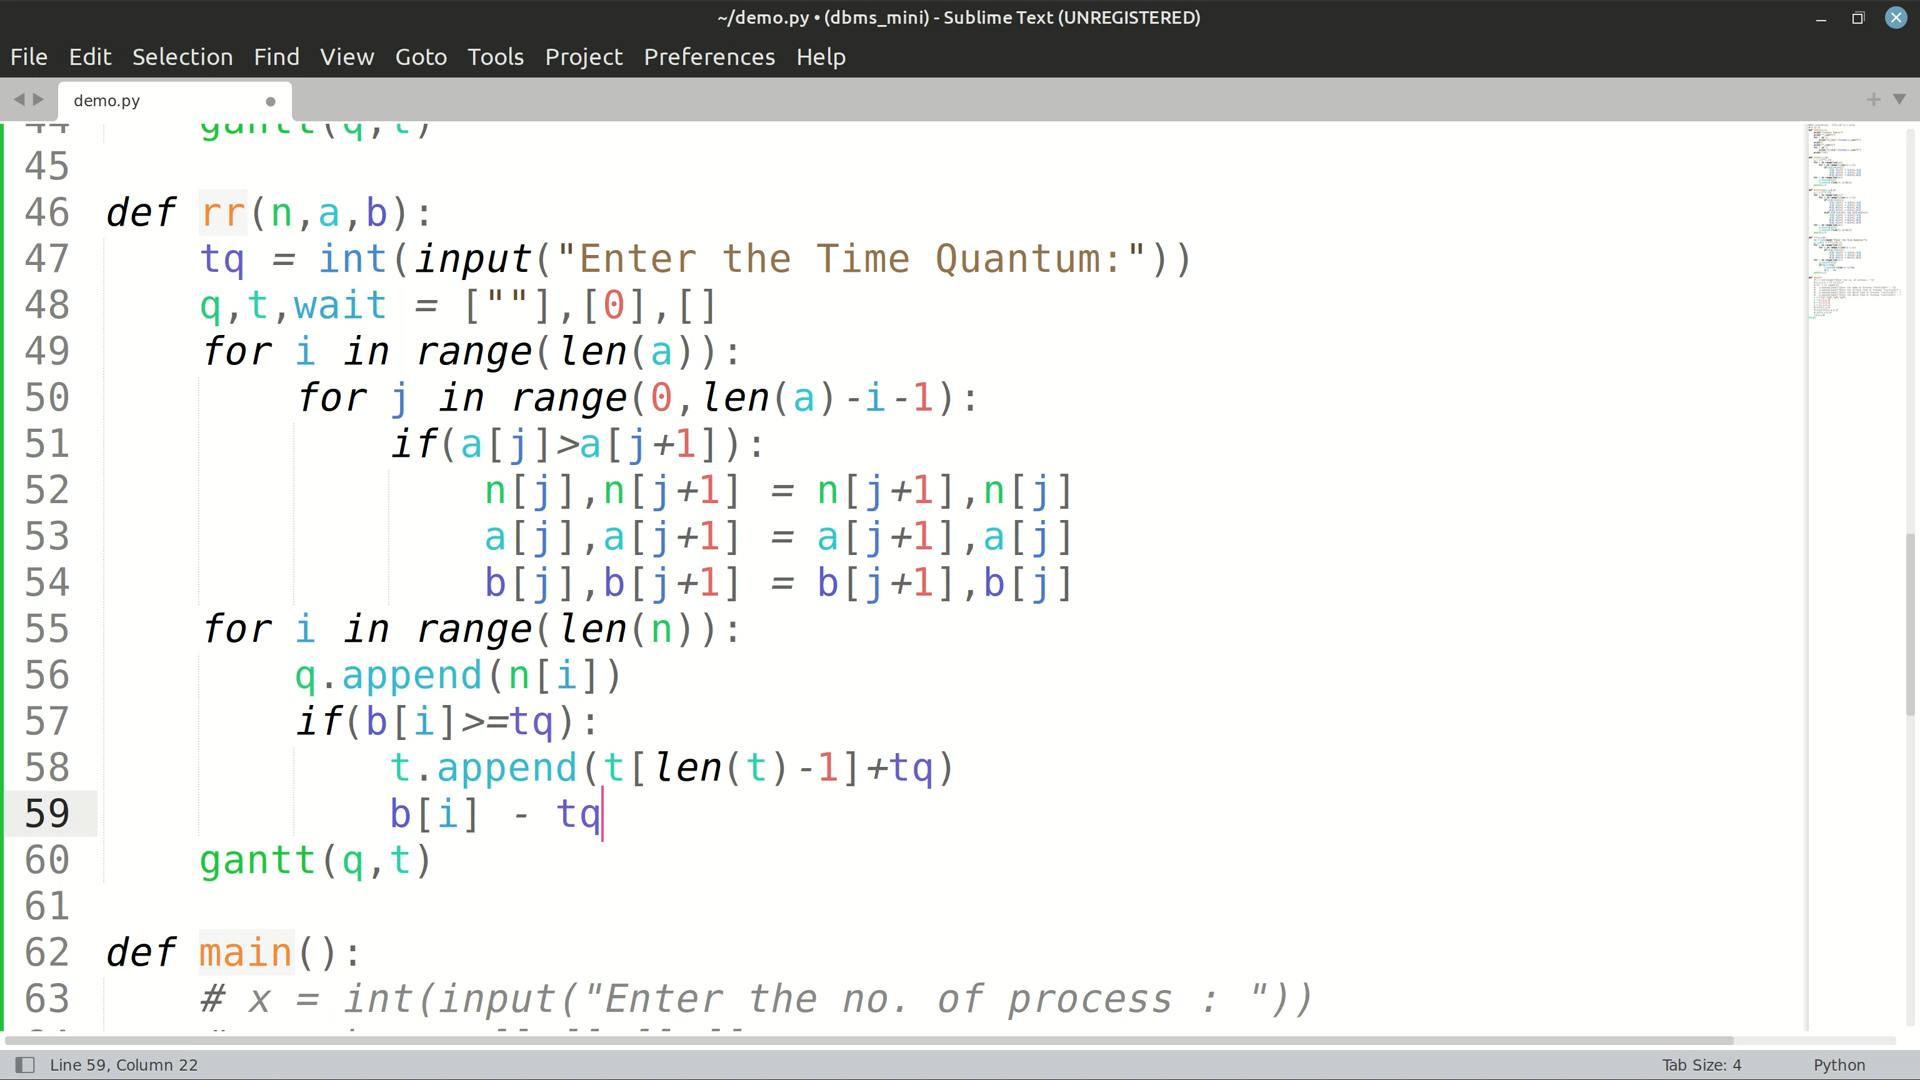 ~/demo.py • (dbms_mini) - Sublime Text (UNREGISTERED)
File Edit Selection Find View Goto Tools Project Preferences Help
demo.py
44 gantt(q,t)
45
46 def rr(n,a,b):
47 tq = int(input("Enter the Time Quantum:"))
48 q,t,wait = [""],[0],[]
49 for i in range(len(a)):
50 for j in range(0,len(a)-i-1):
51 if(a[j]>a[j+1]):
52 n[j],n[j+1] = n[j+1],n[j]
53 a[j],a[j+1] = a[j+1],a[j]
54 b[j],b[j+1] = b[j+1],b[j]
55 for i in range(len(n)):
56 q.append(n[i])
57 if(b[i]>=tq):
58 t.append(t[len(t)-1]+tq)
59 b[i] - tq
60 gantt(q,t)
61
62 def main():
63 # x = int(input("Enter the no. of process : "))
Line 59, Column 22
Tab Size: 4
Python